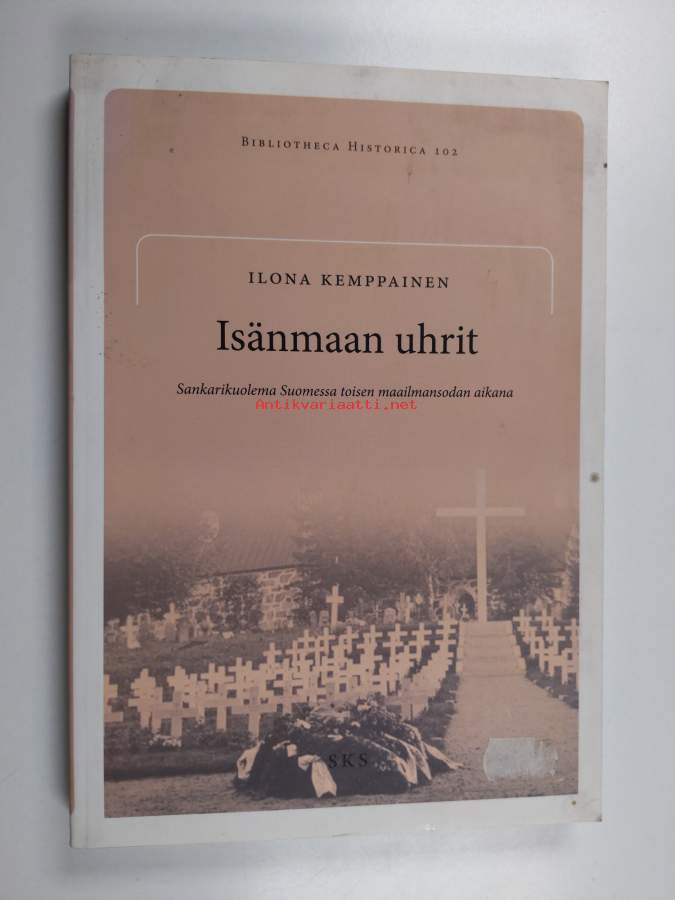 BIBLIOTHECA HISTORICA 102
ILONA KEMPPAINEN
Isänmaan uhrit
Sankarikuolema Suomessa toisen maailmansodan aikana
Antikvariaatti.net
SKS